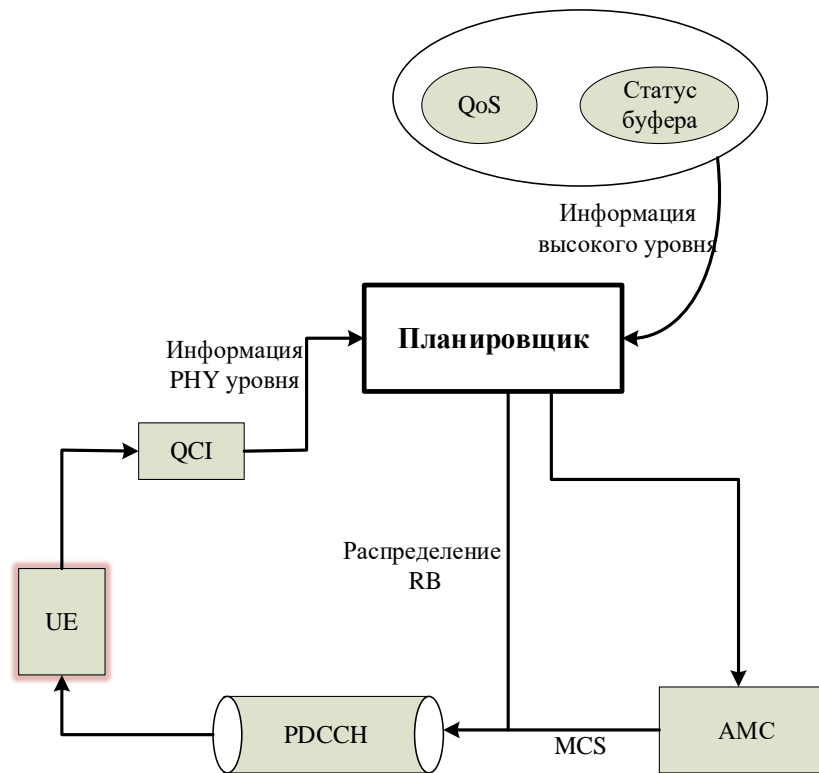 QoS
Статус
буфера
Информация
высокого уровня
Планировщик
Информация
PHY уровня
QCI
Распределение
RB
UE
PDCCH
MCS
AMC